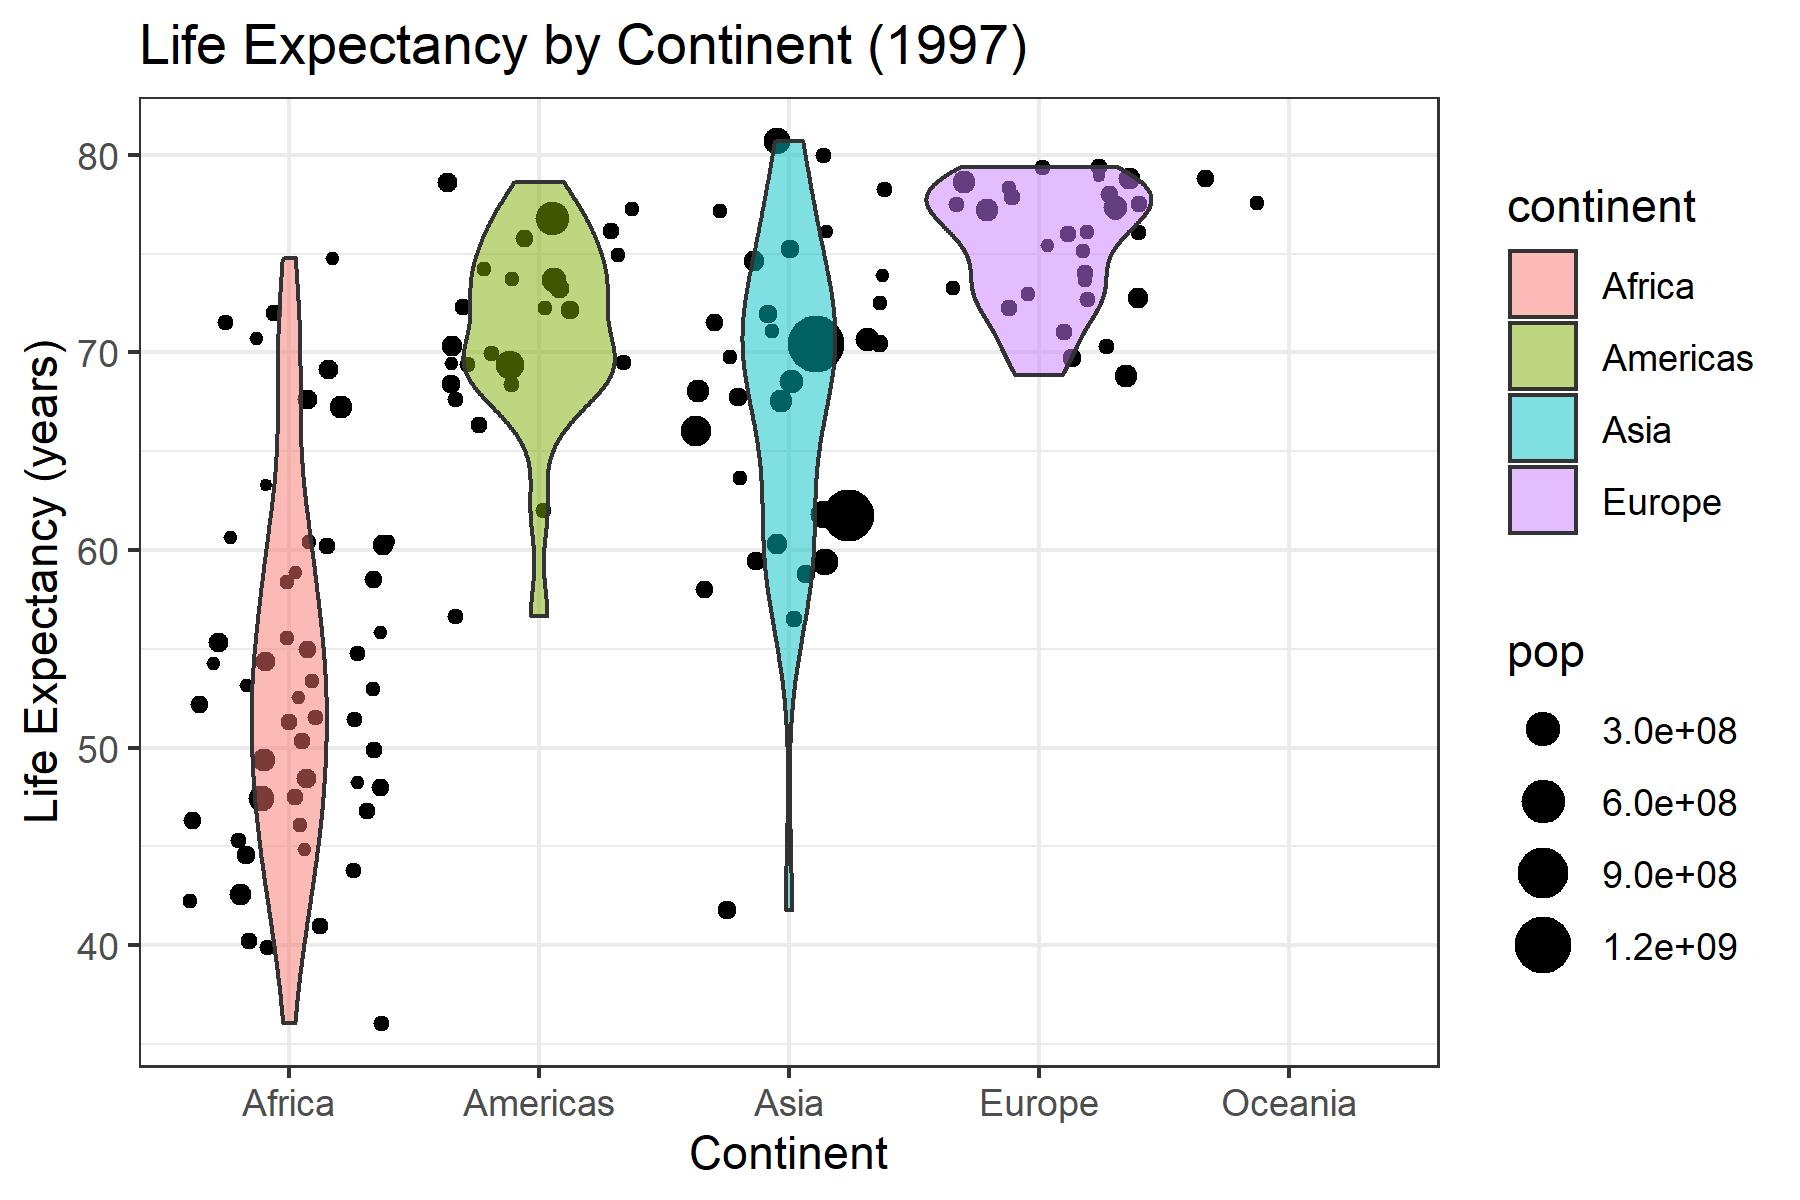 Life Expectancy by Continent (1997)
Life Expectancy (years)
80
70
60
50
40
Africa
Americas
Asia
Europe
Oceania
Continent
continent
Africa
Americas
Asia
Europe
pop
3.0e+08
6.0e+08
9.0e+08
1.2e+09